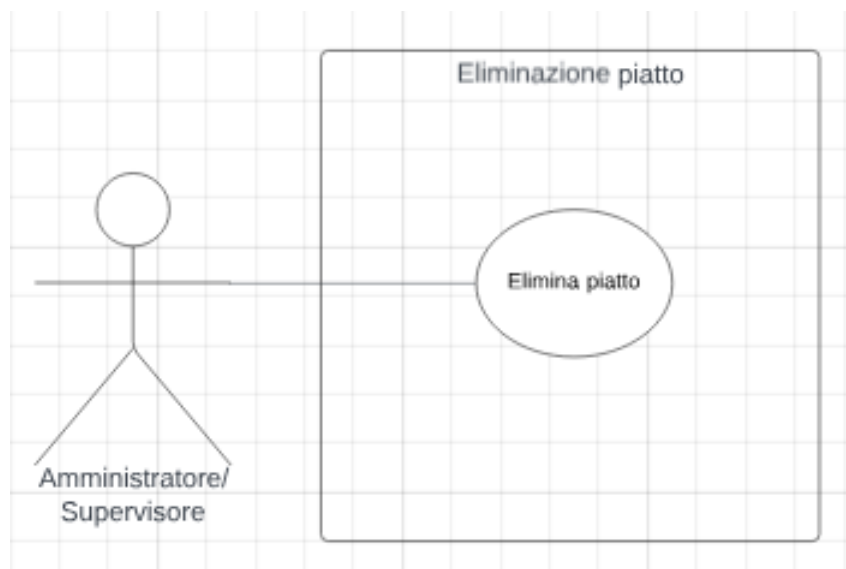 Eliminazione piatto
Elimina piatto
Amministratore/
Supervisore